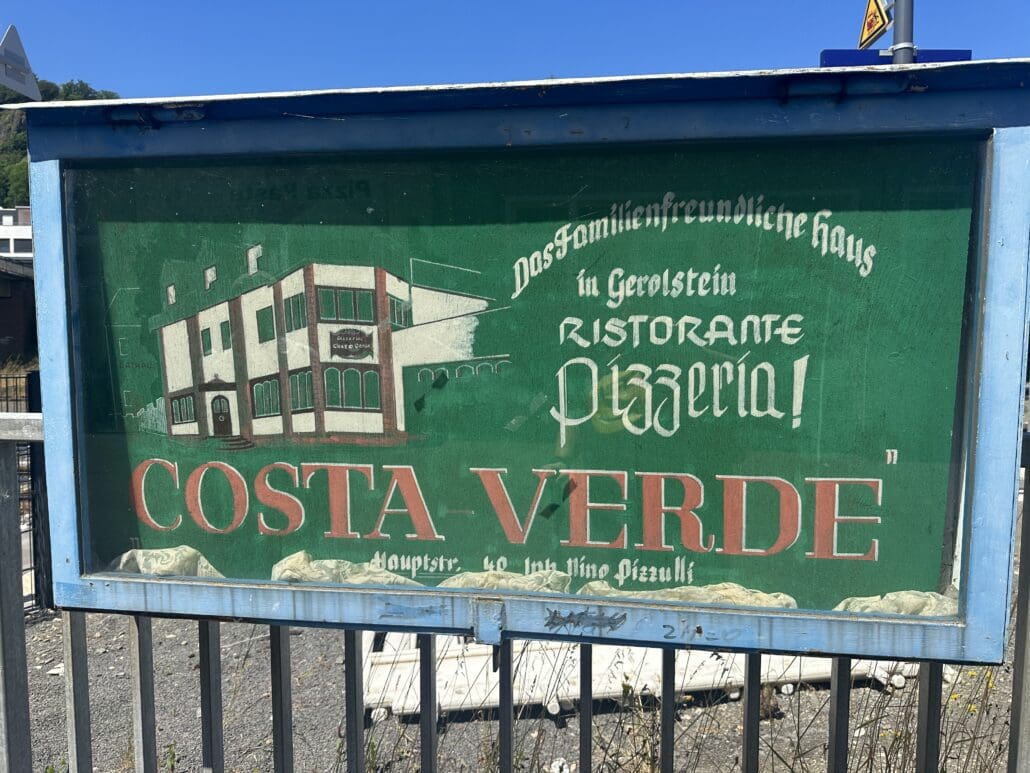 Das Familienfreundliche Haus
in Gerolstein
RISTORANTE
Pizzeria!
COSTA-VERDE"
Hauptstr. 40 Inh Nino Pizzulli